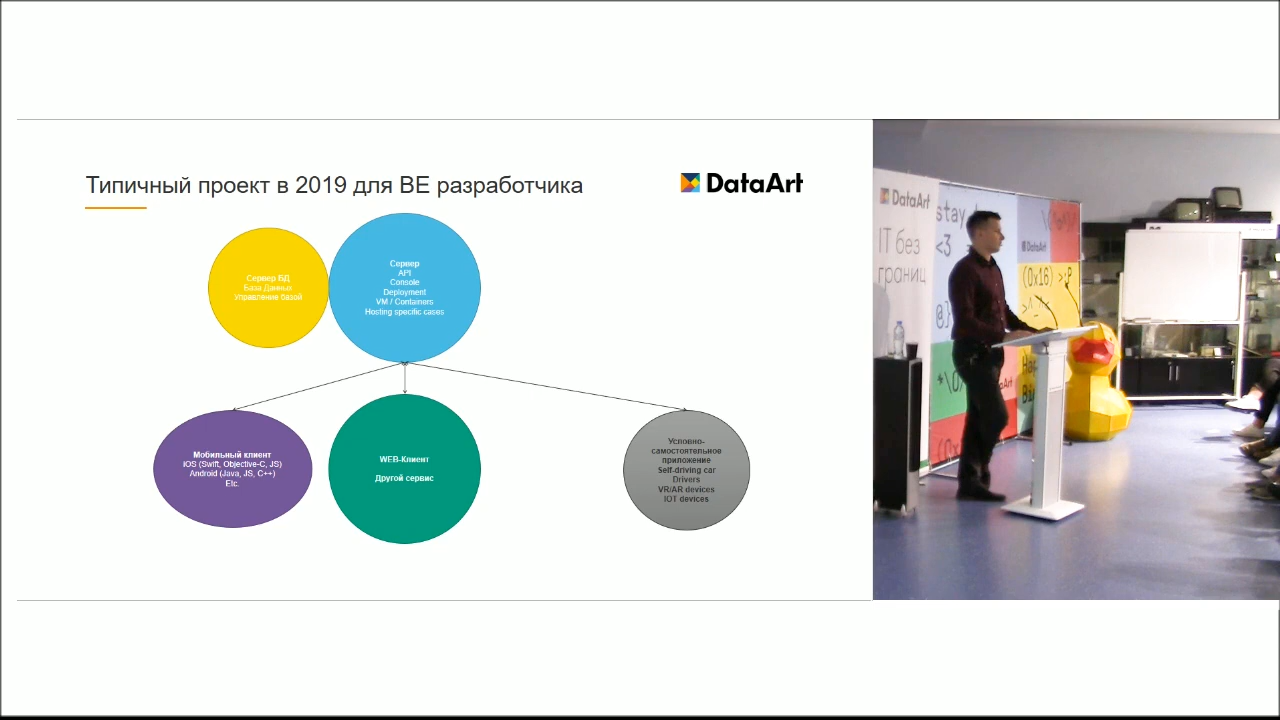 Типичный проект в 2019 для BE разработчика
DataArt
Сервер БД
База Данных
Управление базой
Сервер
API
Console
Deployment
VM / Containers
Hosting specific cases
Мобильный клиент
iOS (Swift, Objective-C, JS)
Android (Java, JS, C++)
Etc.
WEB-Клиент
Другой сервис
Условно-
самостоятельное
приложение
Self-driving car
Drivers
VR/AR devices
IOT devices
DataArt
IT без
границ
stay
<3
DataArt
(0x16) >:P